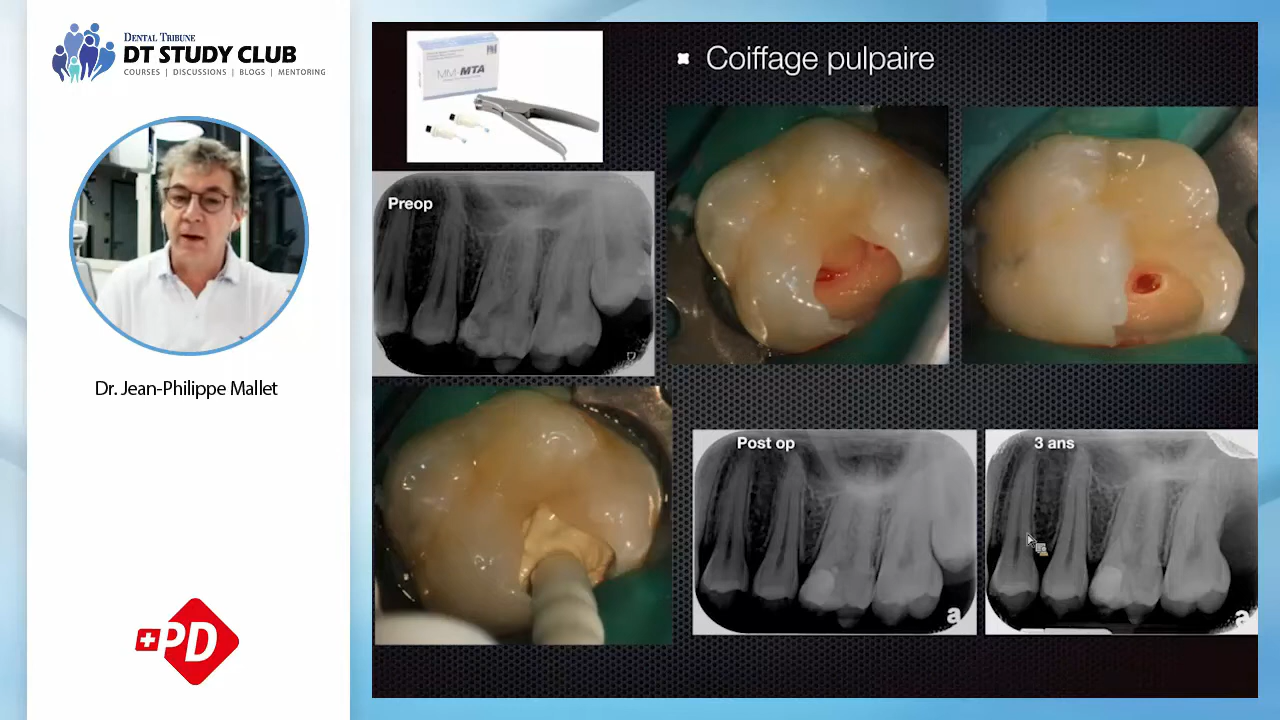 DENTAL TRIBUNE
DT STUDY CLUB
COURSES | DISCUSSIONS | BLOGS | MENTORING
Dr. Jean-Philippe Mallet
PD
Coiffage pulpaire
MM-MTA
Preop
Post op
3 ans
a
a